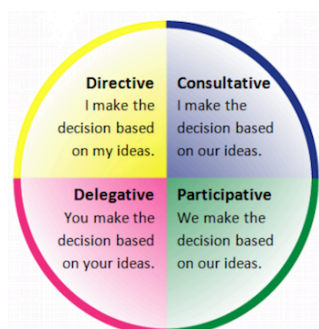 Directive
I make the
decision based
on my ideas.
Consultative
I make the
decision based
on our ideas.
Delegative
You make the
decision based
on your ideas.
Participative
We make the
decision based
on our ideas.